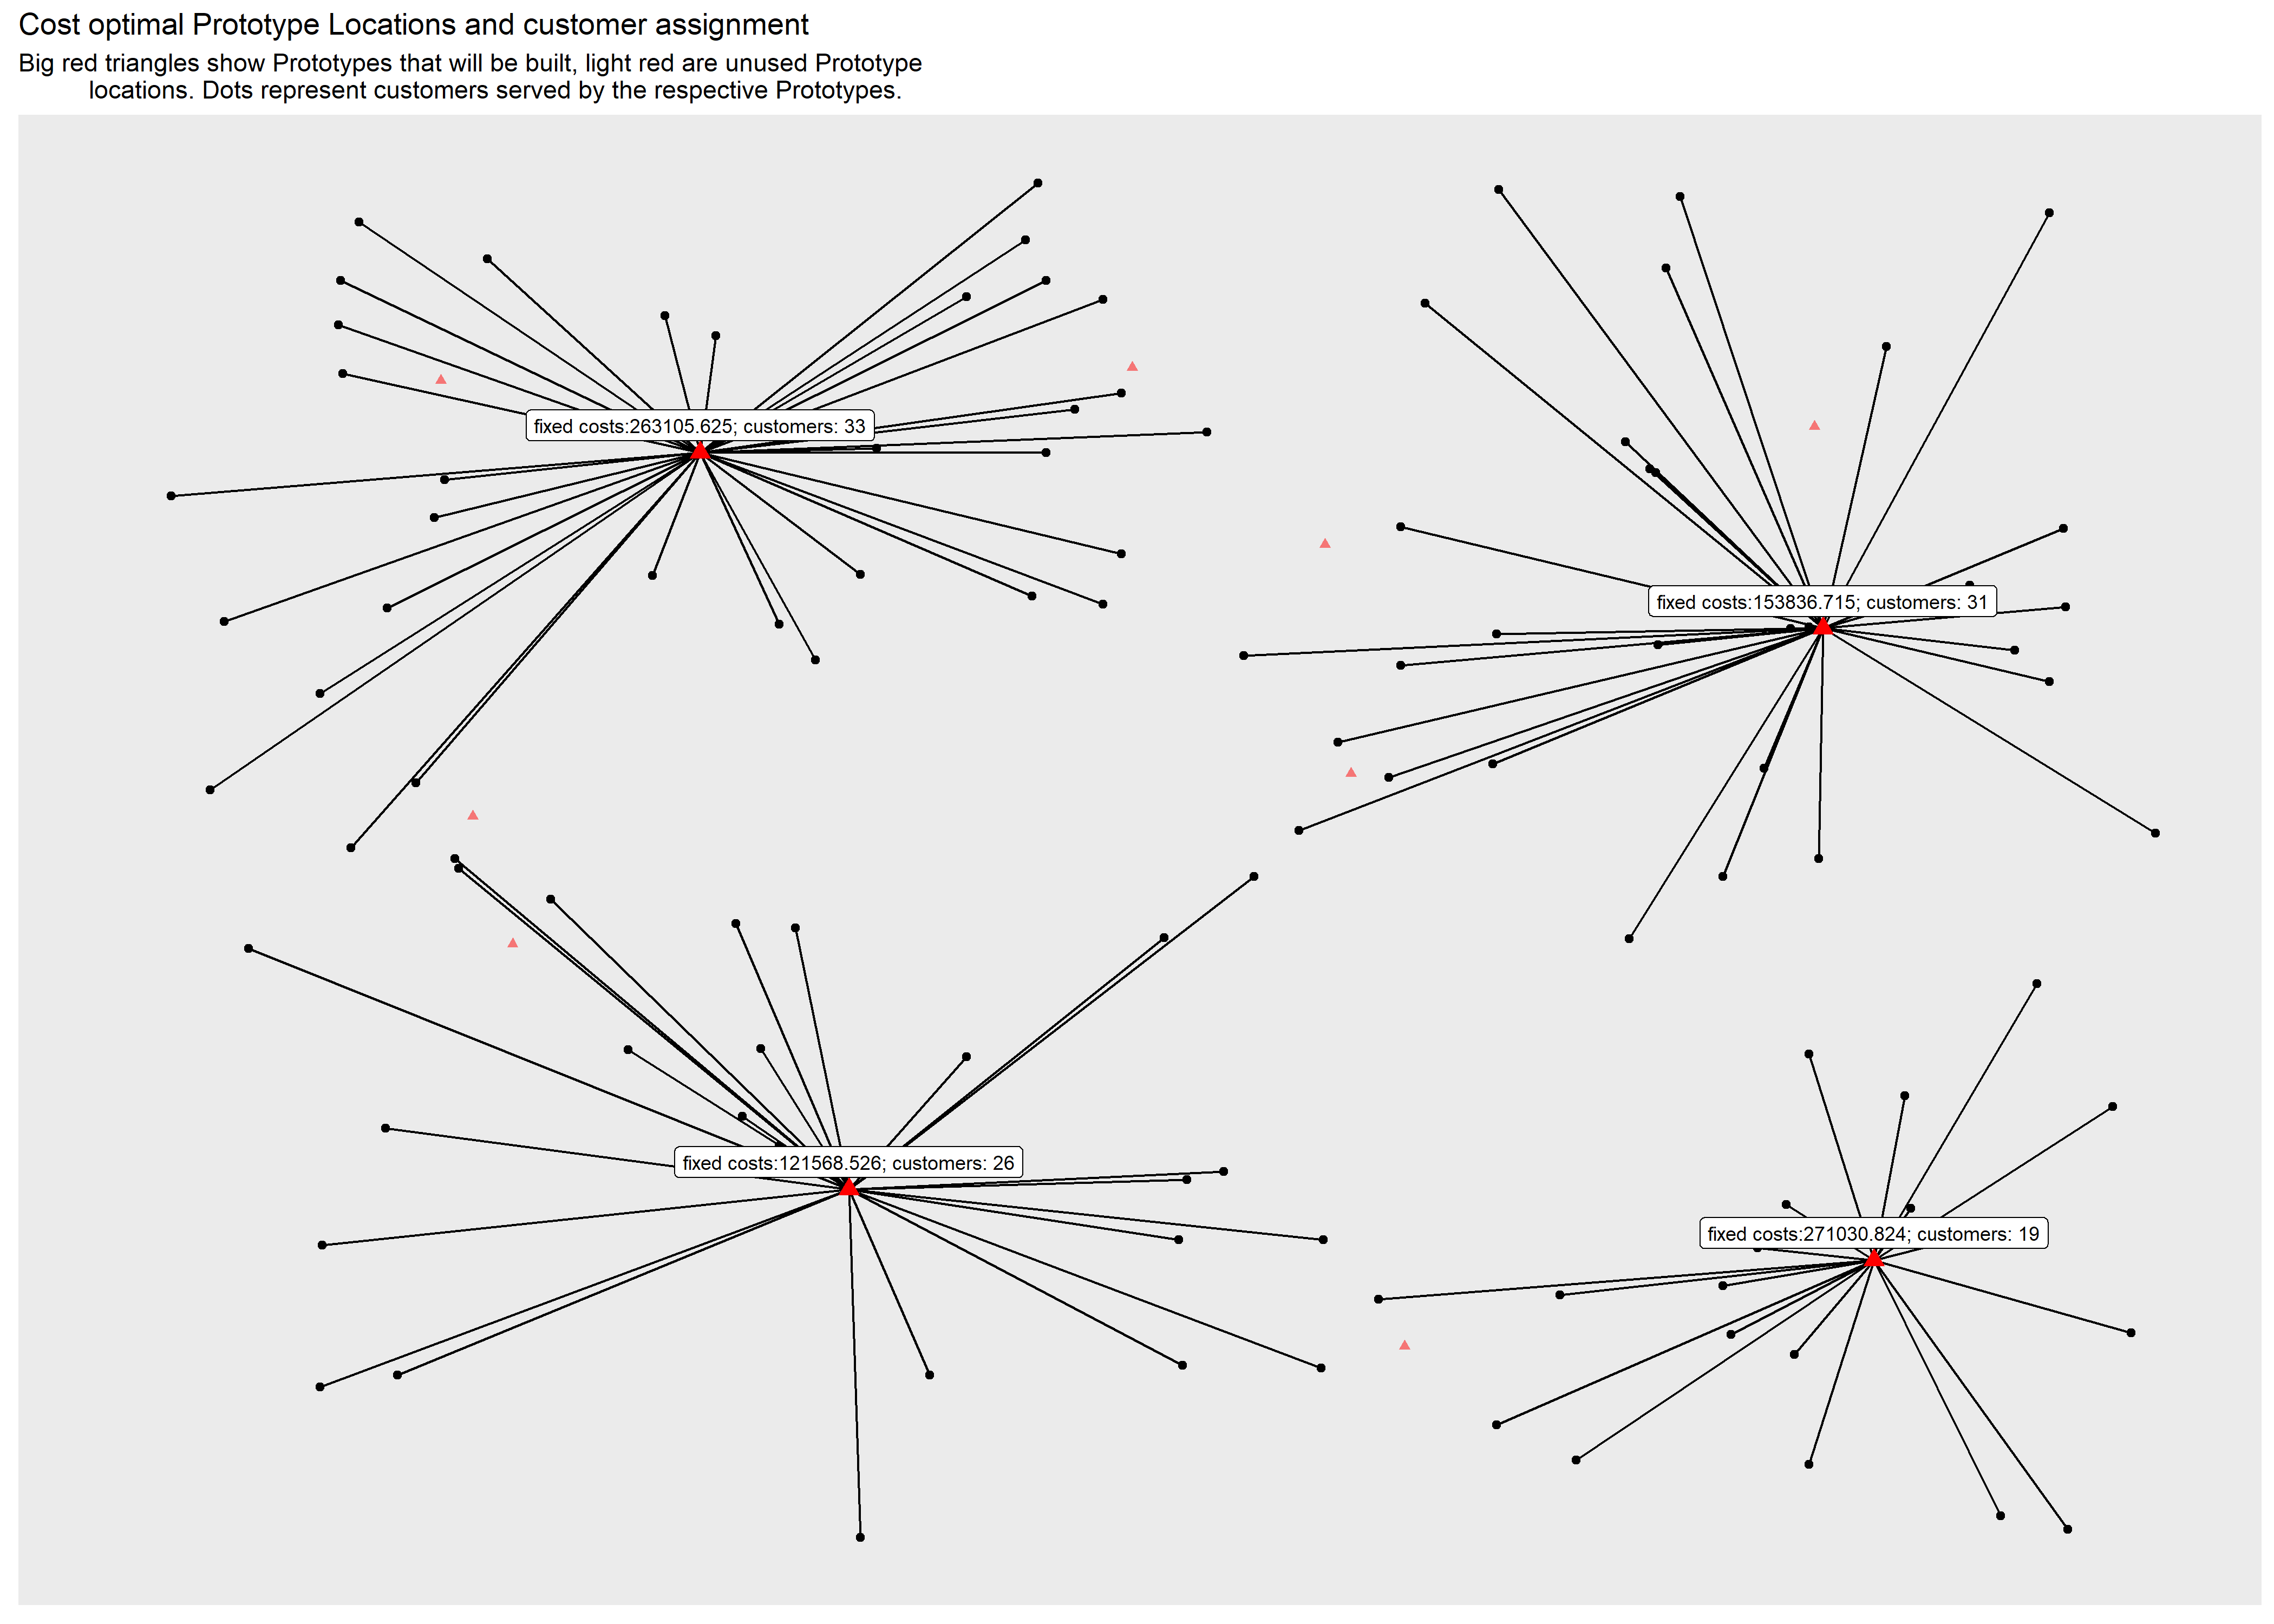 Cost optimal Prototype Locations and customer assignment
Big red triangles show Prototypes that will be built, light red are unused Prototype
locations. Dots represent customers served by the respective Prototypes.
fixed costs:263105.625; customers: 33
fixed costs:153836.715; customers: 31
fixed costs:121568.526; customers: 26
fixed costs:271030.824; customers: 19